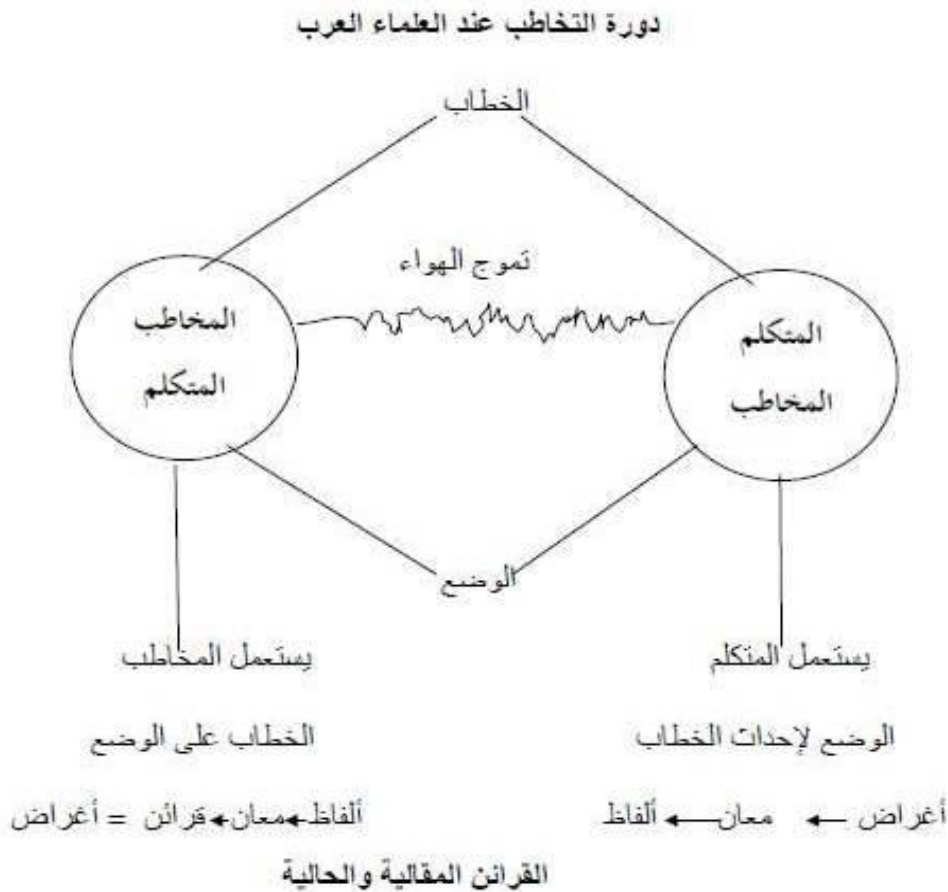 دورة التخاطب عند العلماء العرب
الخطاب
تموج الهواء
المتكلم
المخاطب
المخاطب
المتكلم
الوضع
يستعمل المتكلم
الوضع لإحداث الخطاب
أغراض ← معان ← ألفاظ
يستعمل المخاطب
الخطاب على الوضع
ألفاظ ← معان ← قرائن = أغراض
القرائن المقالية والحالية